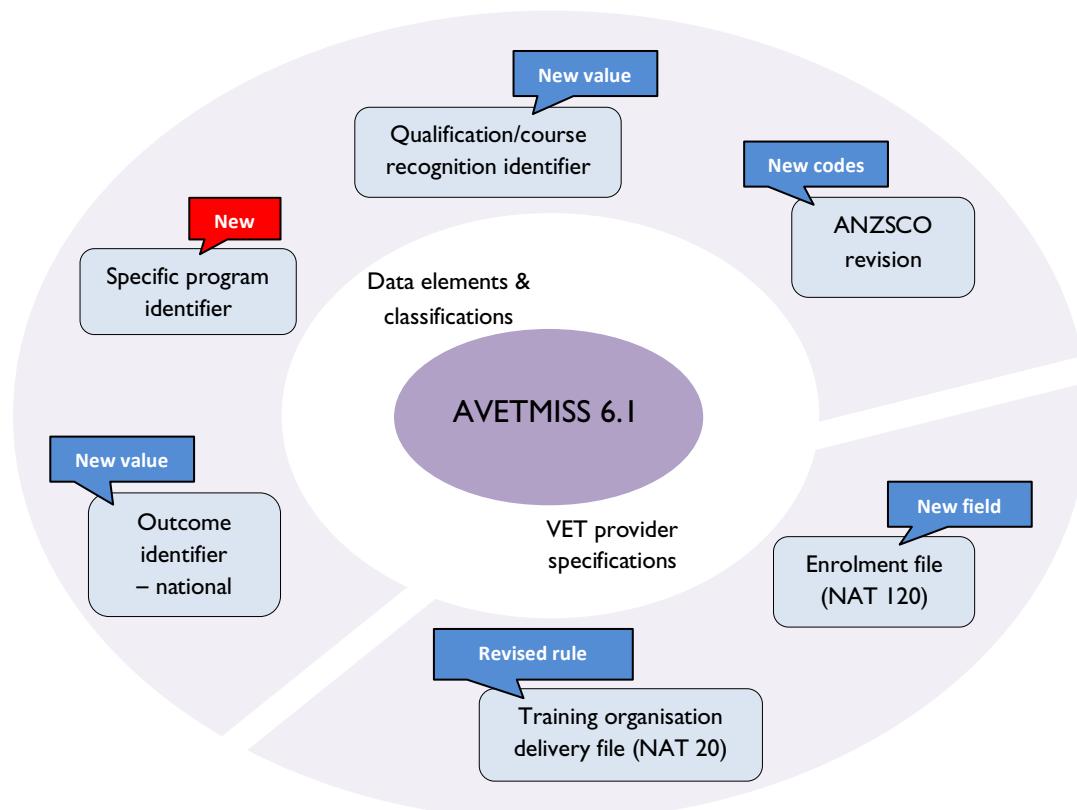 New value
Qualification/course
recognition identifier
New codes
ANZSCO
revision
New
Specific program
identifier
Data elements &
classifications
AVETMISS 6.1
New value
Outcome
identifier
– national
VET provider
specifications
New field
Enrolment file
(NAT 120)
Revised rule
Training organisation
delivery file (NAT 20)